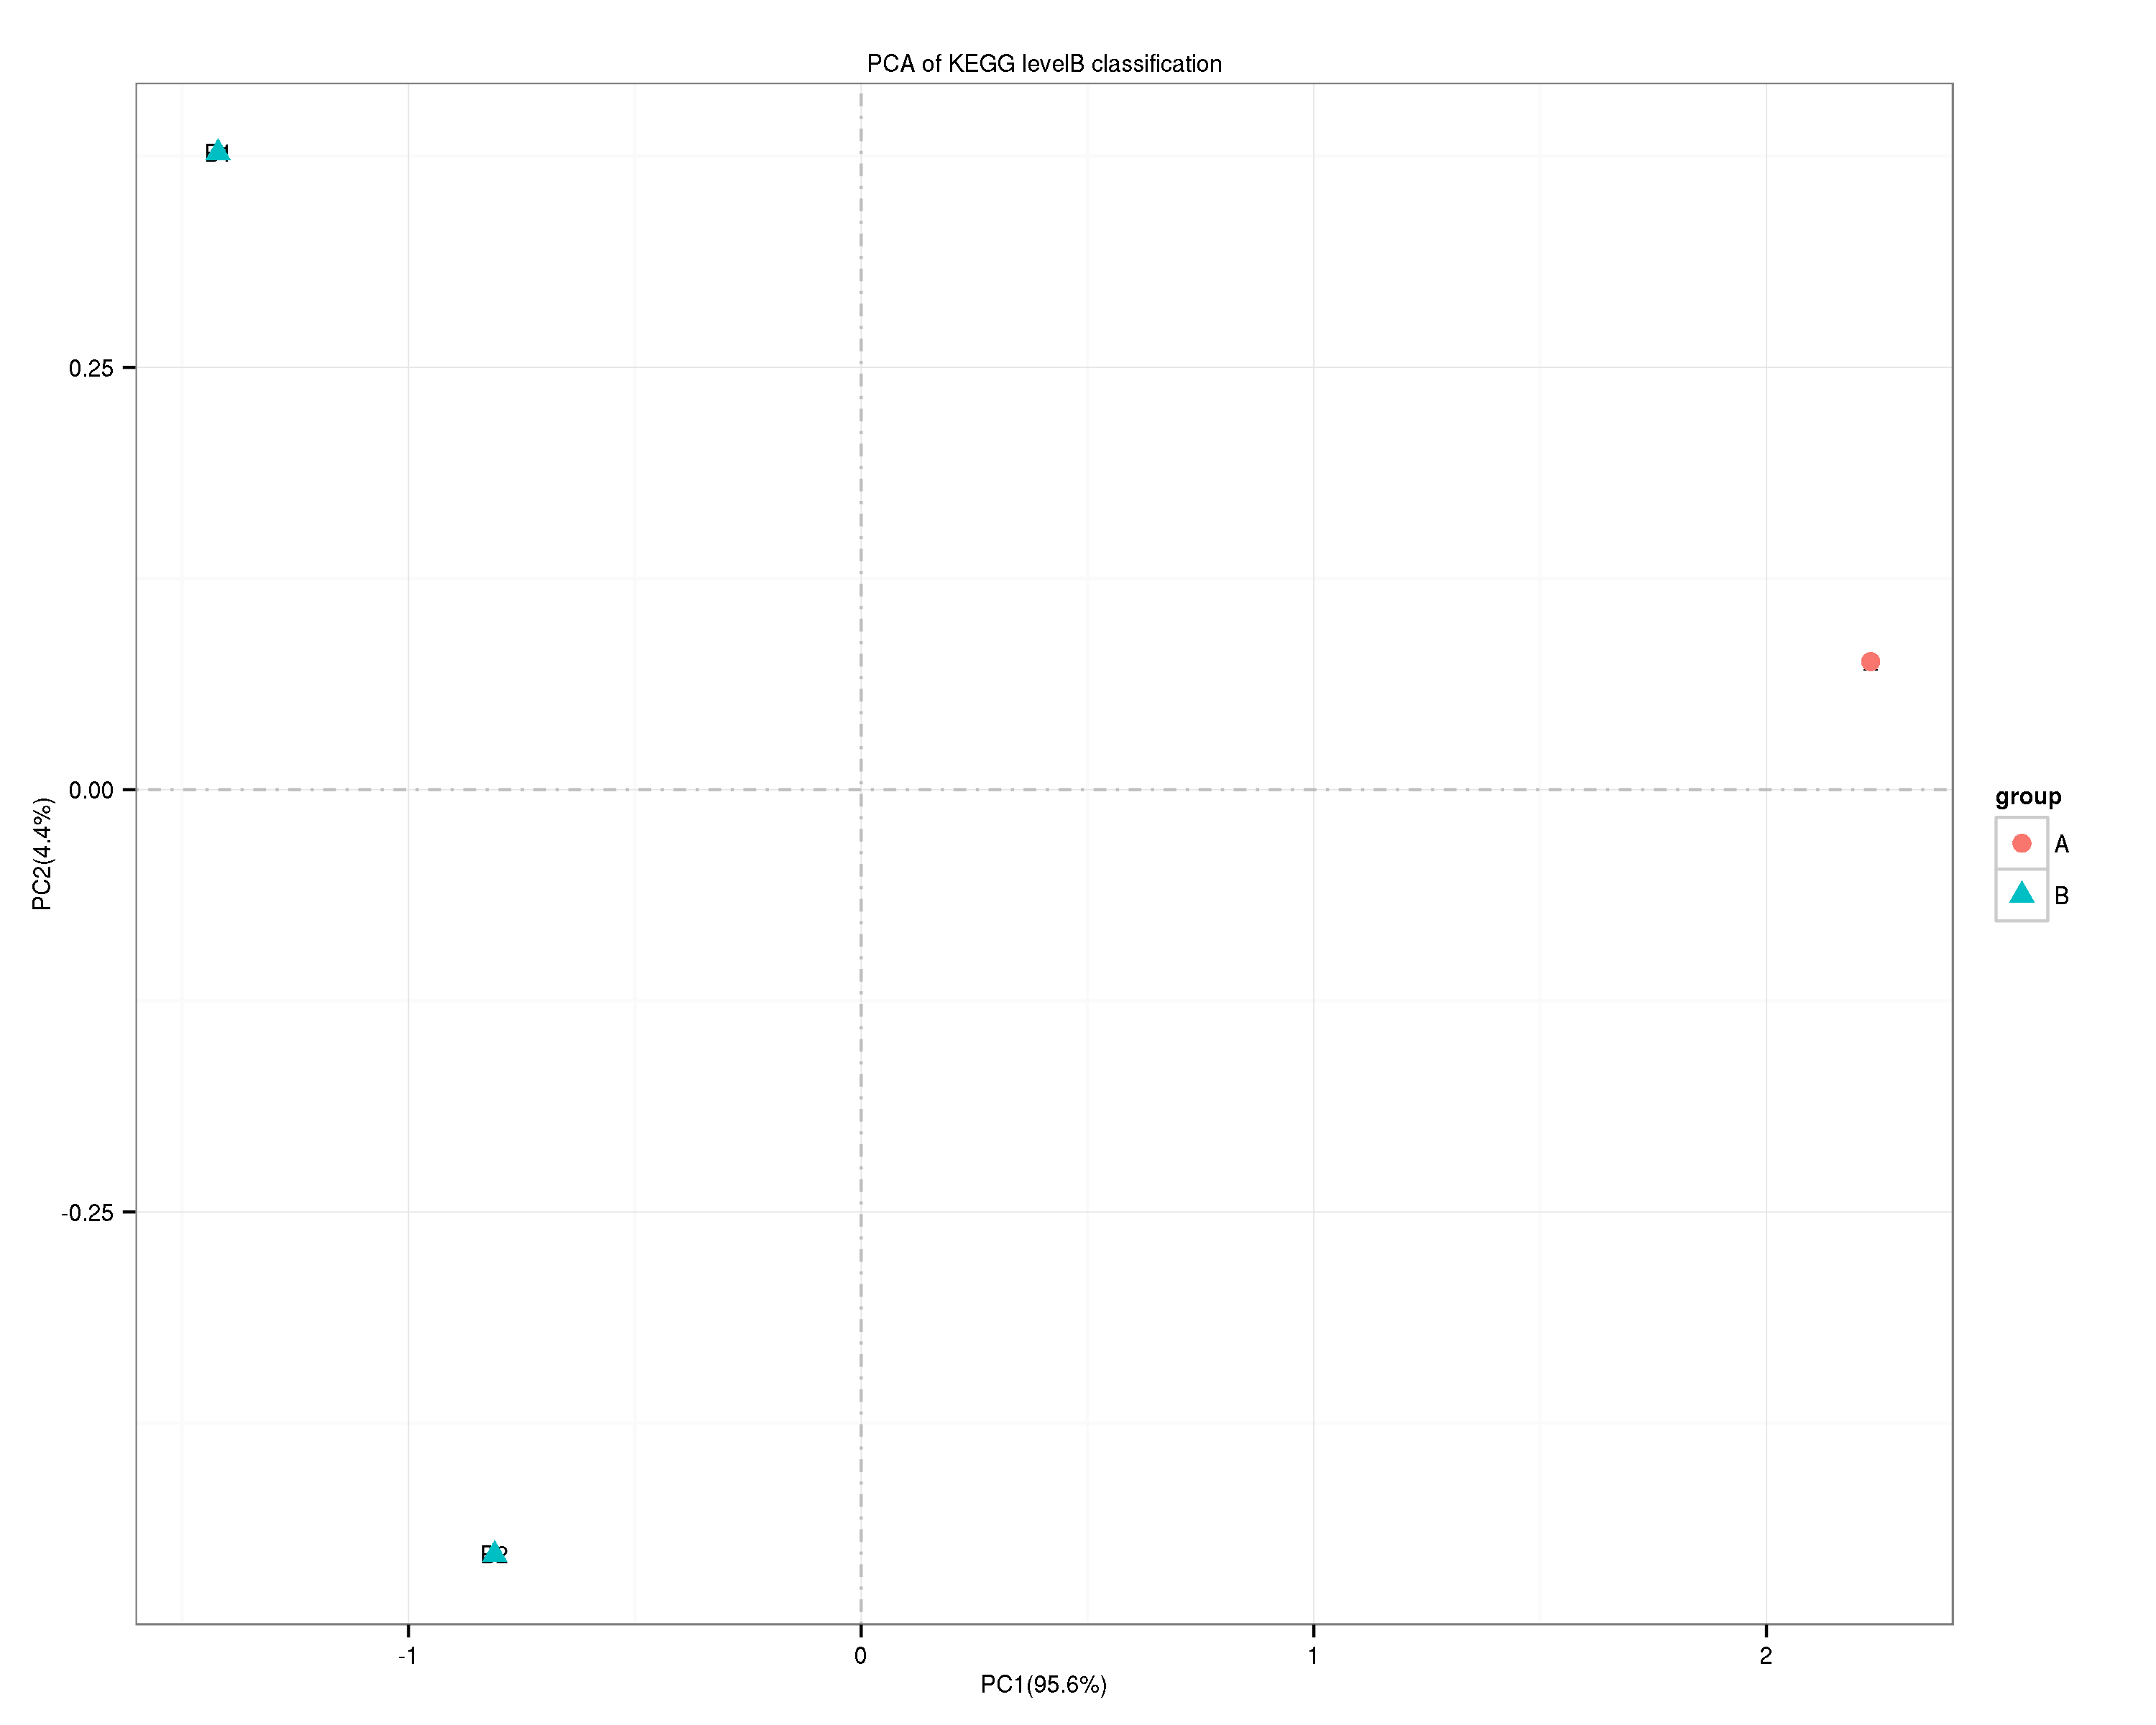 PCA of KEGG levelB classification
0.25
0.00
-0.25
-1
0
1
2
PC1(95.6%)
PC2(4.4%)
group
A
B